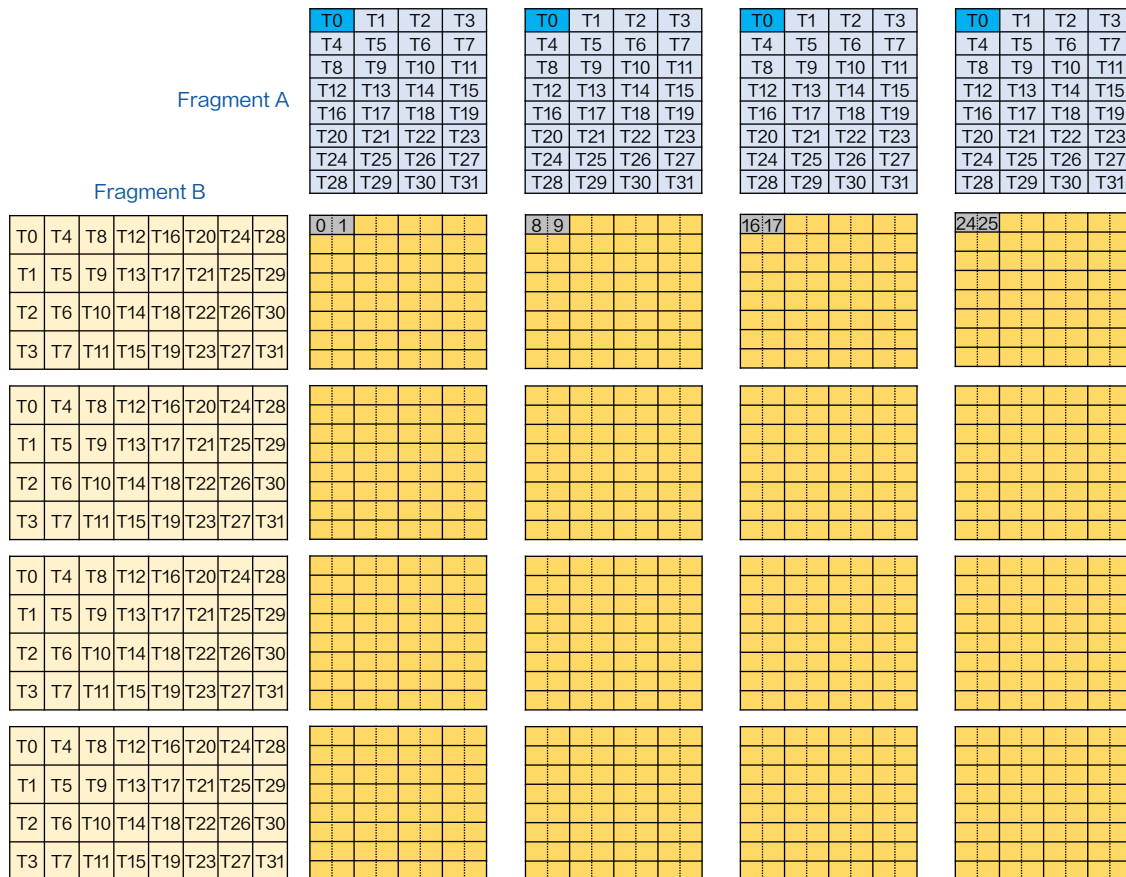 T0 T1 T2 T3 T0 T1 T2 T3 T0 T1 T2 T3 T0 T1 T2 T3
T4 T5 T6 T7 T4 T5 T6 T7 T4 T5 T6 T7 T4 T5 T6 T7
T8 T9 T10 T11 T8 T9 T10 T11 T8 T9 T10 T11 T8 T9 T10 T11
T12 T13 T14 T15 T12 T13 T14 T15 T12 T13 T14 T15 T12 T13 T14 T15
Fragment A
T16 T17 T18 T19 T16 T17 T18 T19 T16 T17 T18 T19 T16 T17 T18 T19
T20 T21 T22 T23 T20 T21 T22 T23 T20 T21 T22 T23 T20 T21 T22 T23
T24 T25 T26 T27 T24 T25 T26 T27 T24 T25 T26 T27 T24 T25 T26 T27
T28 T29 T30 T31 T28 T29 T30 T31 T28 T29 T30 T31 T28 T29 T30 T31
Fragment B
0 1 8 9 16 17 24 25
T0 T4 T8 T12 T16 T20 T24 T28
T1 T5 T9 T13 T17 T21 T25 T29
T2 T6 T10 T14 T18 T22 T26 T30
T3 T7 T11 T15 T19 T23 T27 T31
T0 T4 T8 T12 T16 T20 T24 T28
T1 T5 T9 T13 T17 T21 T25 T29
T2 T6 T10 T14 T18 T22 T26 T30
T3 T7 T11 T15 T19 T23 T27 T31
T0 T4 T8 T12 T16 T20 T24 T28
T1 T5 T9 T13 T17 T21 T25 T29
T2 T6 T10 T14 T18 T22 T26 T30
T3 T7 T11 T15 T19 T23 T27 T31
T0 T4 T8 T12 T16 T20 T24 T28
T1 T5 T9 T13 T17 T21 T25 T29
T2 T6 T10 T14 T18 T22 T26 T30
T3 T7 T11 T15 T19 T23 T27 T31